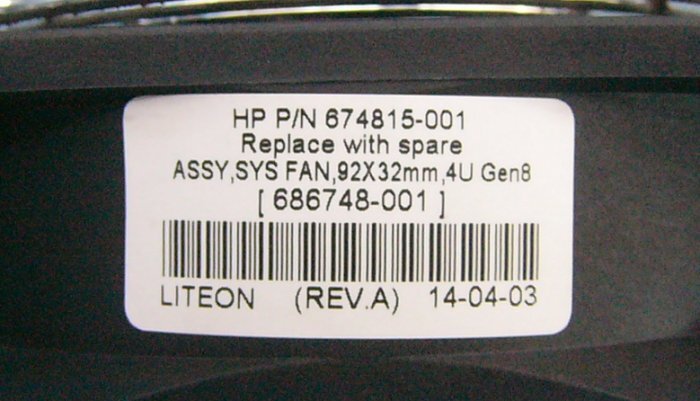 HP P/N 674815-001
Replace with spare
ASSY,SYS FAN,92X32mm,4U Gen8
[ 686748-001 ]
LITEON (REV.A) 14-04-03